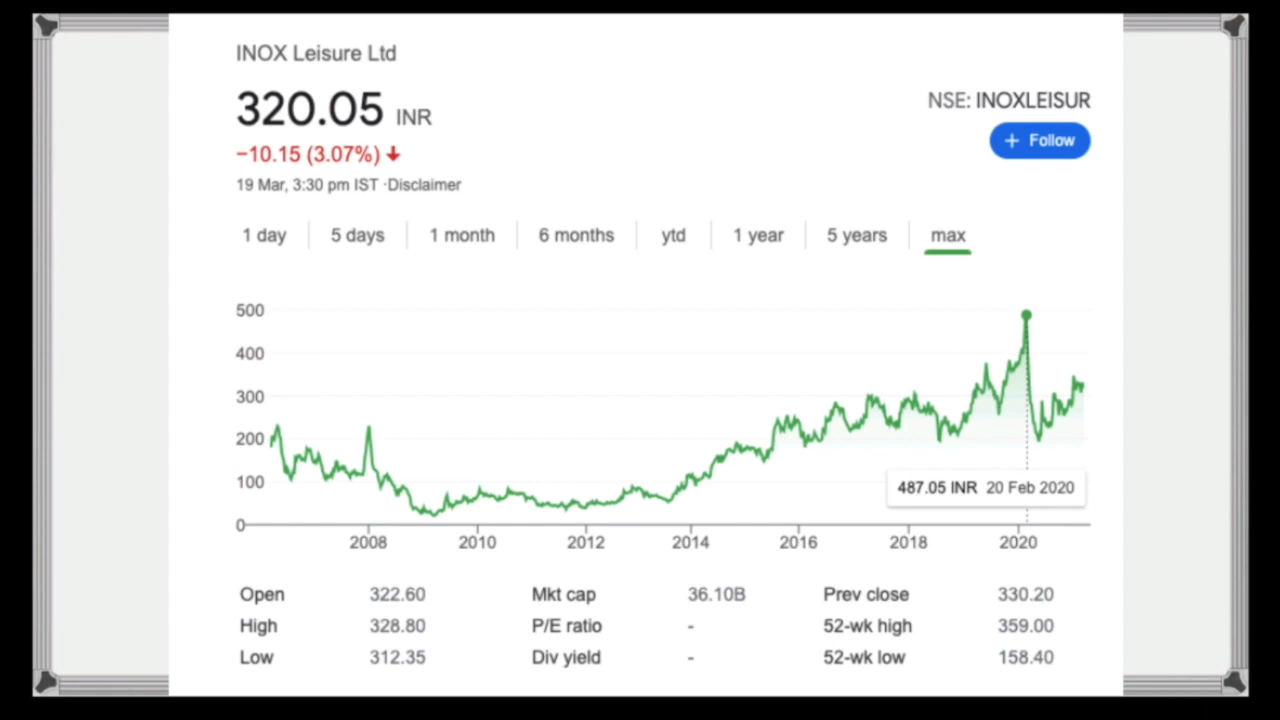 INOX Leisure Ltd
320.05 INR
NSE: INOXLEISUR
+ Follow
−10.15 (3.07%)
19 Mar, 3:30 pm IST ·Disclaimer
1 day 5 days 1 month 6 months ytd 1 year 5 years max
500
400
300
200
100
0
487.05 INR 20 Feb 2020
2008 2010 2012 2014 2016 2018 2020
Open 322.60 Mkt cap 36.10B Prev close 330.20
High 328.80 P/E ratio - 52-wk high 359.00
Low 312.35 Div yield - 52-wk low 158.40